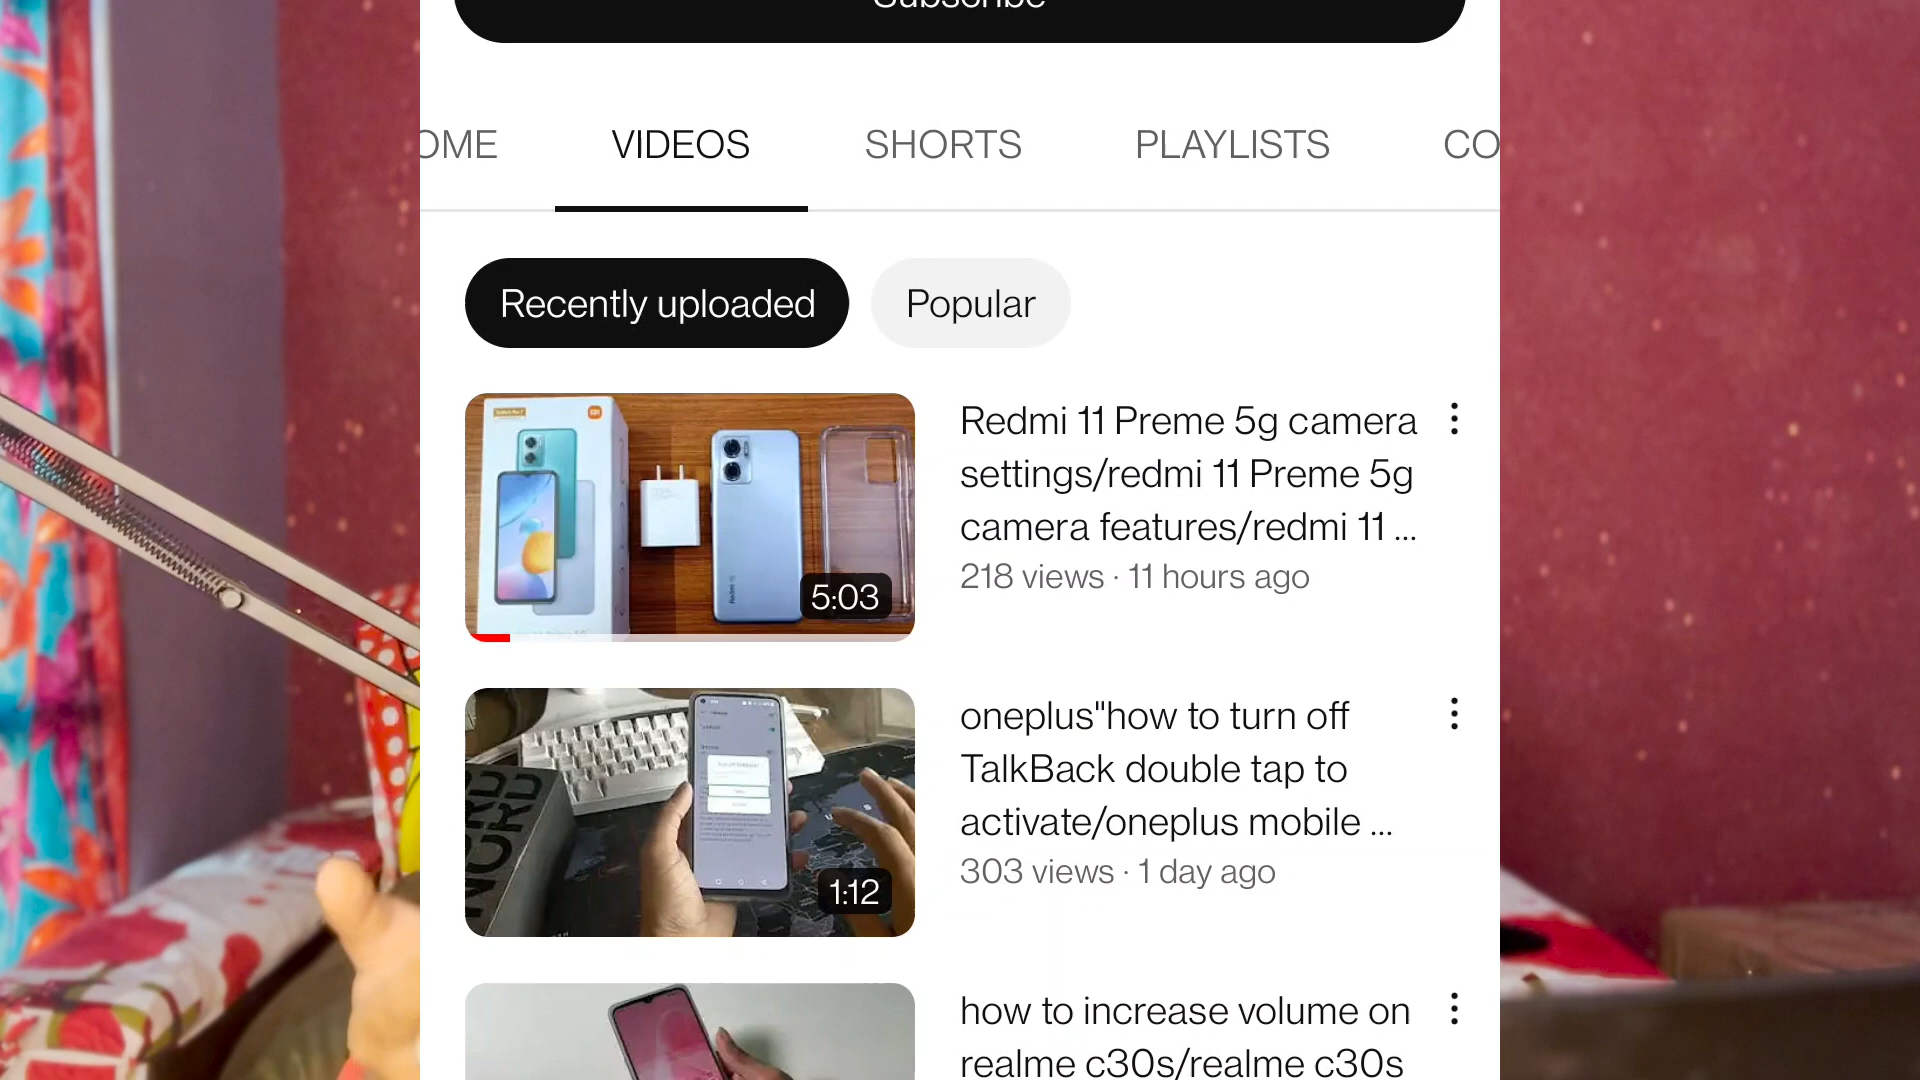 Subscribe
OME VIDEOS SHORTS PLAYLISTS CO
Recently uploaded Popular
Redmi 11 Preme 5g camera
settings/redmi 11 Preme 5g
camera features/redmi 11 ...
218 views · 11 hours ago
5:03
oneplus"how to turn off
TalkBack double tap to
activate/oneplus mobile ...
303 views · 1 day ago
NORD
1:12
how to increase volume on
realme c30s/realme c30s